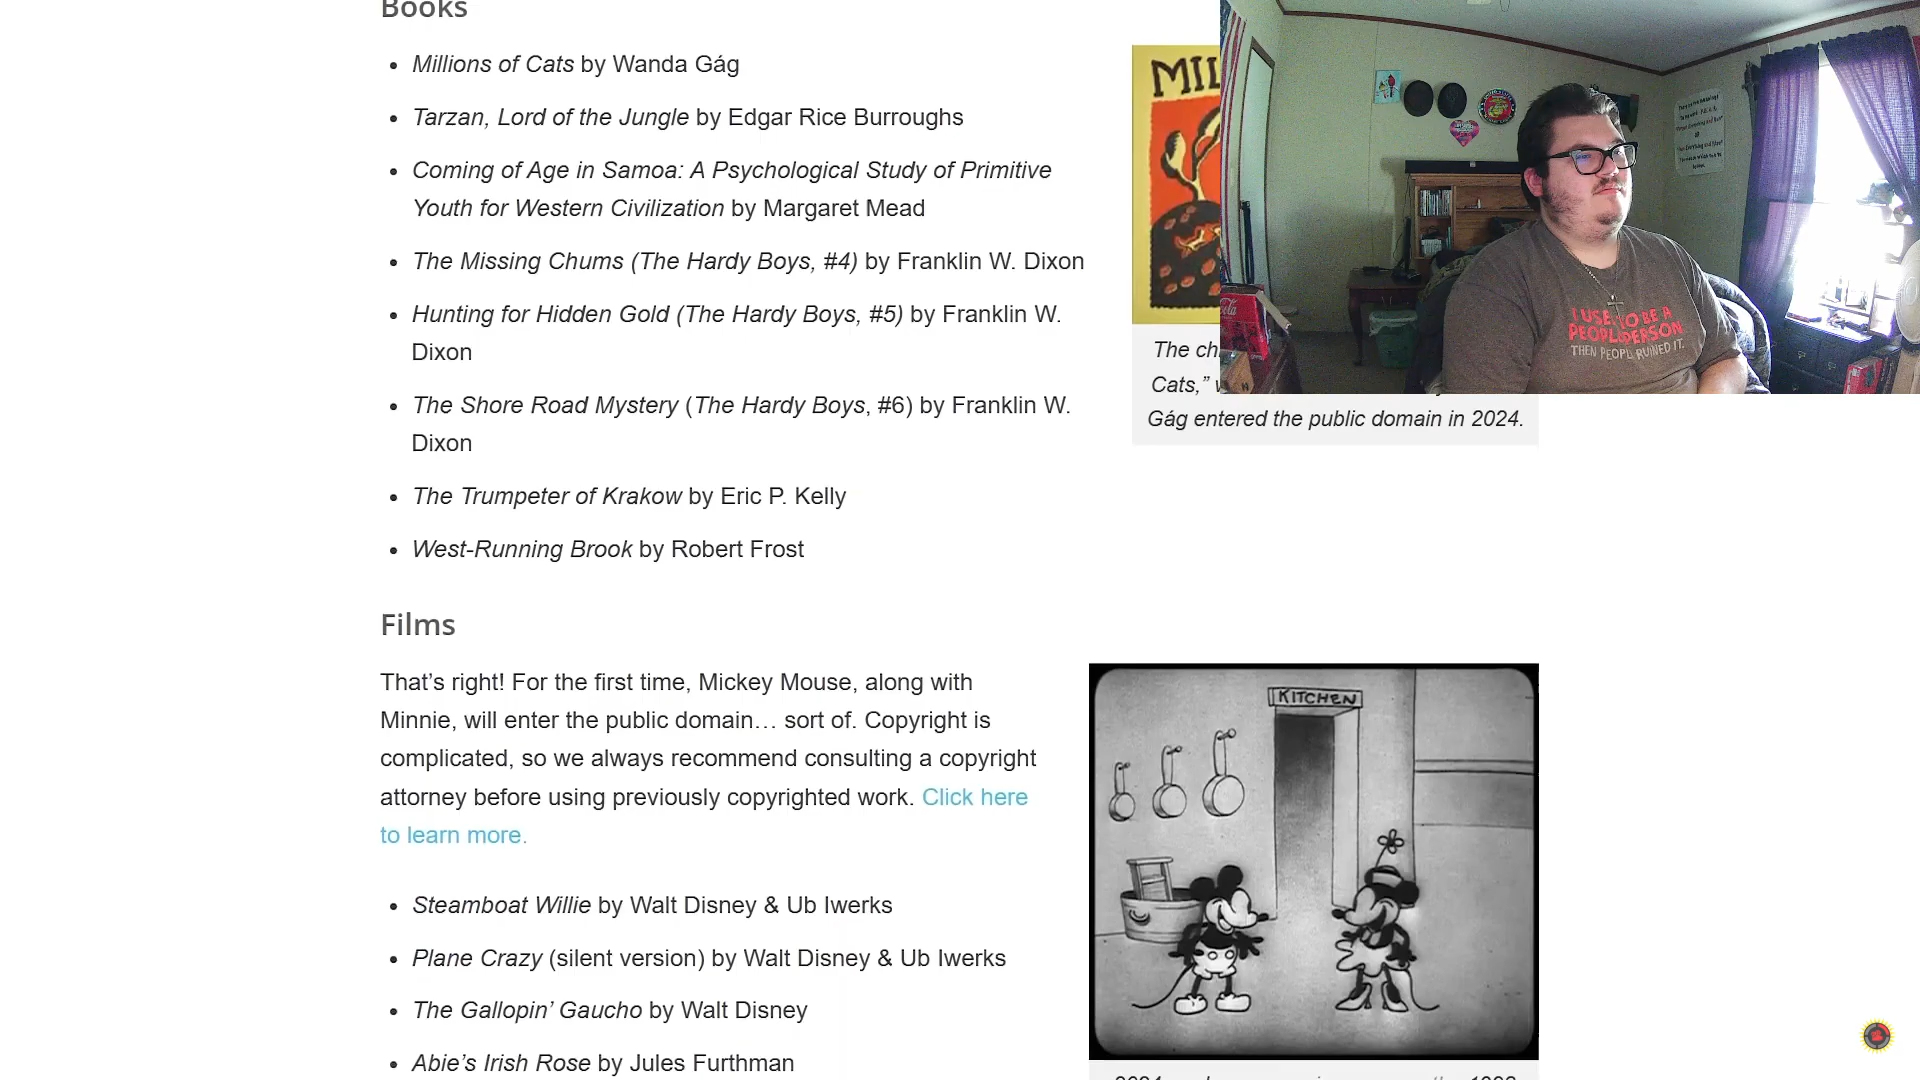 Books
Millions of Cats by Wanda Gág
Tarzan, Lord of the Jungle by Edgar Rice Burroughs
Coming of Age in Samoa: A Psychological Study of Primitive
Youth for Western Civilization by Margaret Mead
The Missing Chums (The Hardy Boys, #4) by Franklin W. Dixon
Hunting for Hidden Gold (The Hardy Boys, #5) by Franklin W.
Dixon
The Shore Road Mystery (The Hardy Boys, #6) by Franklin W.
Dixon
The Trumpeter of Krakow by Eric P. Kelly
West-Running Brook by Robert Frost
MIL
The ch
Cats,”
Gág entered the public domain in 2024.
I USE TO BE A
PEOPLE PERSON
THEN PEOPL RUINED IT.
Films
That’s right! For the first time, Mickey Mouse, along with
Minnie, will enter the public domain… sort of. Copyright is
complicated, so we always recommend consulting a copyright
attorney before using previously copyrighted work. Click here
to learn more.
Steamboat Willie by Walt Disney & Ub Iwerks
Plane Crazy (silent version) by Walt Disney & Ub Iwerks
The Gallopin’ Gaucho by Walt Disney
Abie’s Irish Rose by Jules Furthman
KITCHEN